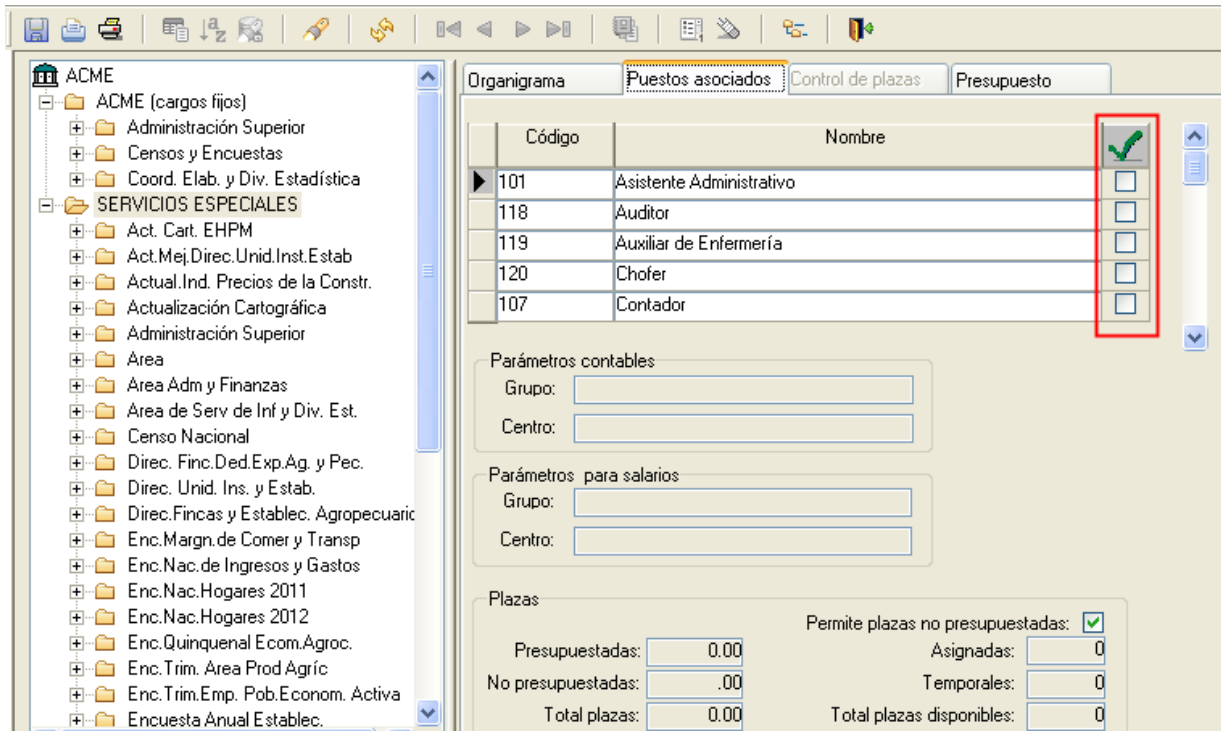 ACME
ACME (cargos fijos)
Administración Superior
Censos y Encuestas
Coord. Elab. y Div. Estadística
SERVICIOS ESPECIALES
Act. Cart. EHPM
Act.Mej.Direc.Unid.Inst.Estab
Actual.Ind. Precios de la Constr.
Actualización Cartográfica
Administración Superior
Area
Area Adm y Finanzas
Area de Serv de Inf y Div. Est.
Censo Nacional
Direc. Finc.Ded.Exp.Ag. y Pec.
Direc. Unid. Ins. y Estab.
Direc.Fincas y Establec. Agropecuario
Enc.Margn.de Comer y Transp
Enc.Nac.de Ingresos y Gastos
Enc.Nac.Hogares 2011
Enc.Nac.Hogares 2012
Enc.Quinquenal Ecom.Agroc.
Enc.Trim. Area Prod Agríc
Enc.Trim.Emp. Pob.Econom. Activa
Encuesta Anual Establec.
Organigrama Puestos asociados Control de plazas Presupuesto
Código Nombre
101 Asistente Administrativo
118 Auditor
119 Auxiliar de Enfermería
120 Chofer
107 Contador
Parámetros contables
Grupo:
Centro:
Parámetros para salarios
Grupo:
Centro:
Plazas
Permite plazas no presupuestadas:
Presupuestadas: 0.00 Asignadas: 0
No presupuestadas: .00 Temporales: 0
Total plazas: 0.00 Total plazas disponibles: 0